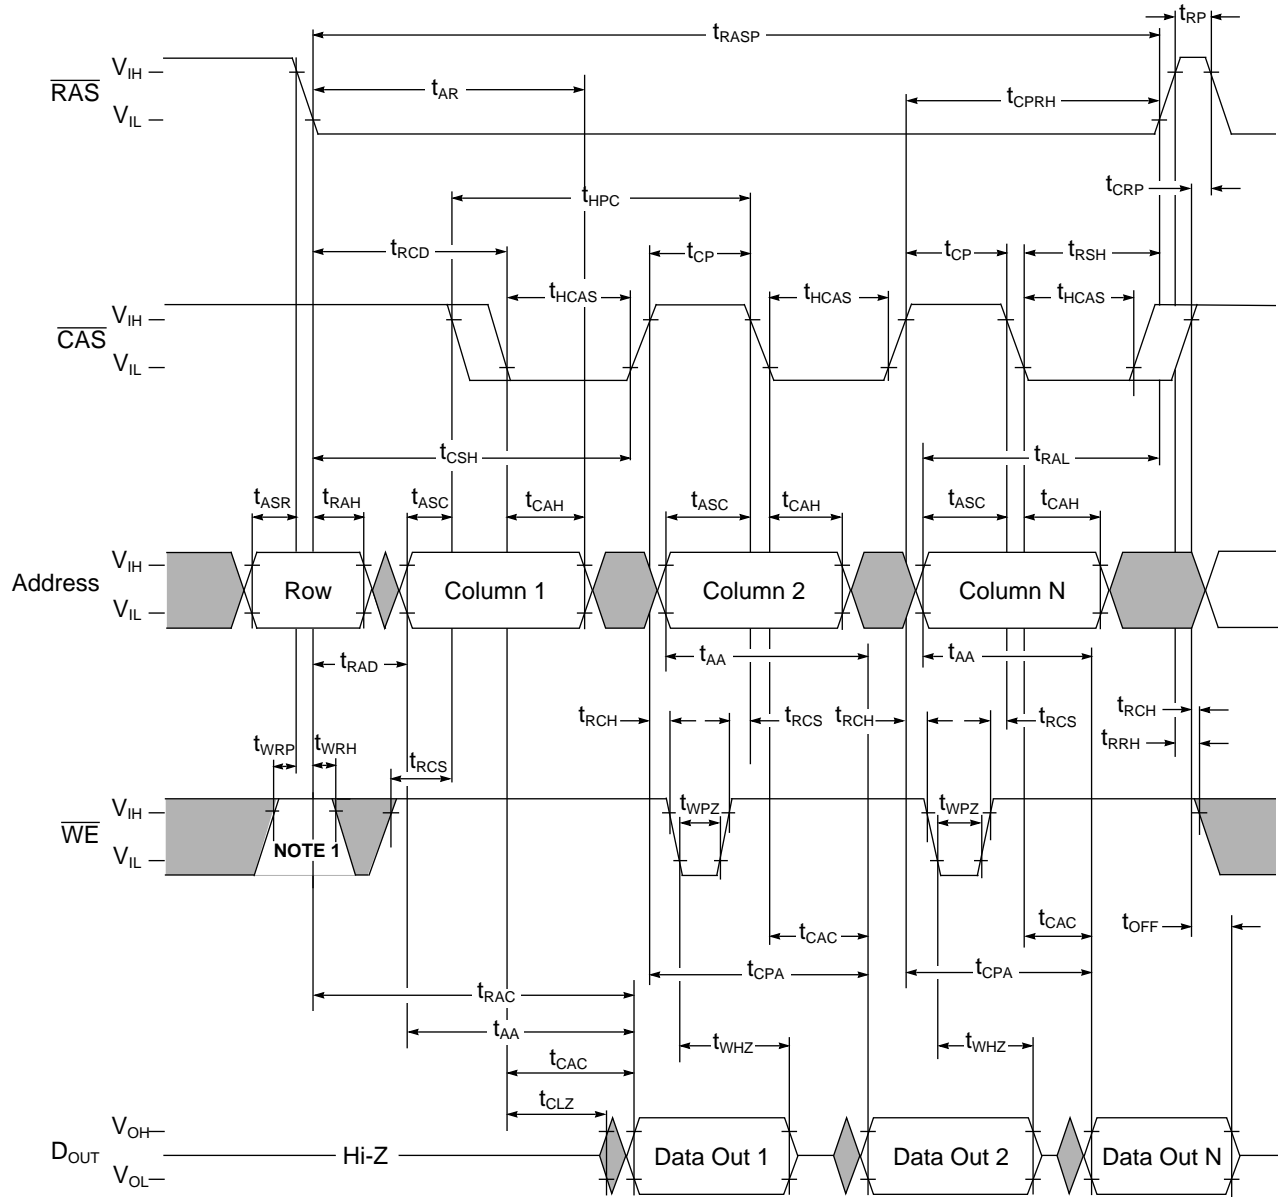 tRP
tRASP
VIH
RAS
tAR
tCPRH
VIL
tCRP
tHPC
tRCD
tCP
tCP
tRSH
tHCAS
tHCAS
tHCAS
VIH
CAS
VIL
tCSH
tRAL
tASR
tRAH
tASC
tCAH
tASC
tCAH
tASC
tCAH
VIH
Address
Row
Column 1
Column 2
Column N
VIL
tRAD
tAA
tAA
tRCH
tRCS
tRCH
tRCS
tRCH
tWRP
tWRH
tRCS
tRRH
VIH
WE
tWPZ
tWPZ
NOTE 1
VIL
tCAC
tCAC
tOFF
tCPA
tCPA
tRAC
tAA
tWHZ
tWHZ
tCAC
tCLZ
VOH
DOUT
Hi-Z
Data Out 1
Data Out 2
Data Out N
VOL